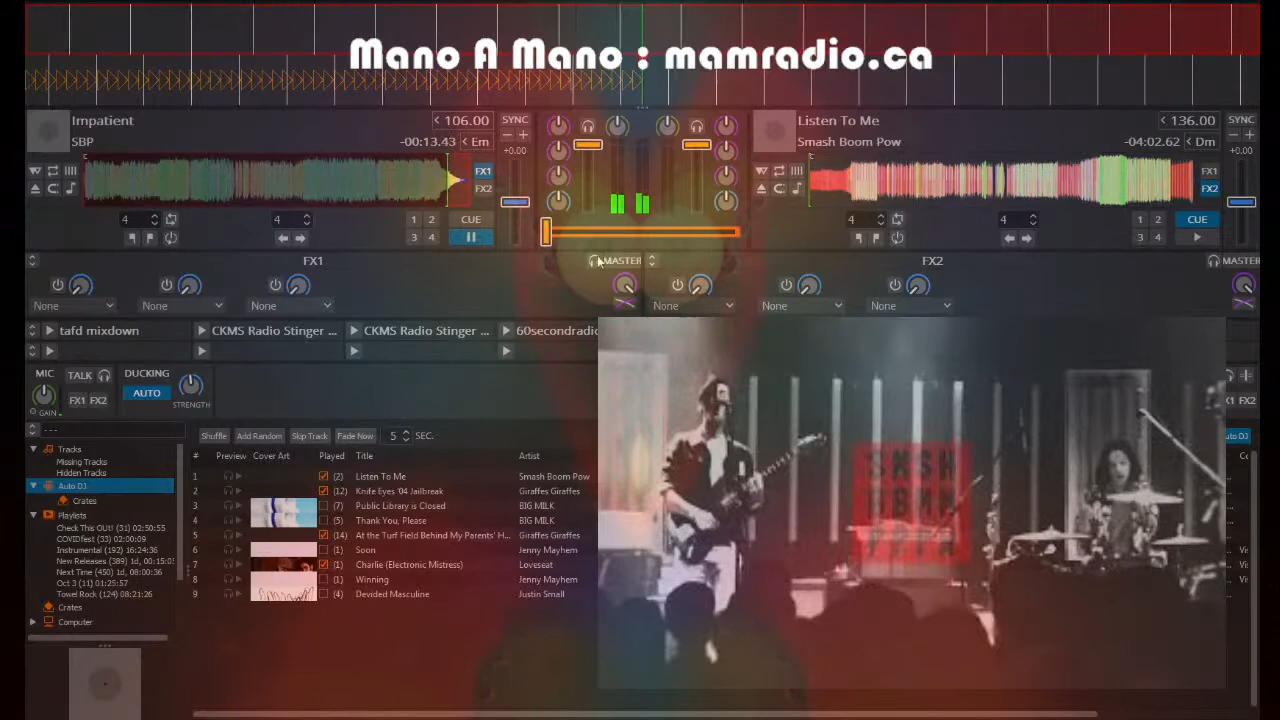 Mano A Mano : mamradio.ca
Impatient
106.00
SBP
-00:13.43
Em
SYNC
+0.00
Listen To Me
136.00
Smash Boom Pow
-04:02.62
Dm
SYNC
+0.00
C
FX1
FX2
C
FX1
FX2
4
4
1 2
CUE
3 4
4
4
1 2
CUE
3 4
FX1
MASTER
FX2
MASTER
None
None
None
None
None
None
tafd mixdown
CKMS Radio Stinger ...
CKMS Radio Stinger ...
60secondradio
MIC
TALK
DUCKING
AUTO
FX1 FX2
GAIN
STRENGTH
---
Shuffle
Add Random
Skip Track
Fade Now
5
SEC.
Auto DJ
Tracks
Missing Tracks
Hidden Tracks
Auto DJ
Crates
Playlists
Check This OUT! (31) 02:50:55
COVIDfest (33) 02:00:09
Instrumental (192) 16:24:36
New Releases (389) 1d, 00:15:0
Next Time (450) 1d, 08:00:36
Oct 3 (11) 01:25:57
Towel Rock (124) 08:21:26
Crates
Computer
# Preview Cover Art Played Title Artist
1 (2) Listen To Me Smash Boom Pow
2 (12) Knife Eyes '04 Jailbreak Giraffes Giraffes
3 (7) Public Library is Closed BIG MILK
4 (5) Thank You, Please BIG MILK
5 (14) At the Turf Field Behind My Parents' H... Giraffes Giraffes
6 (1) Soon Jenny Mayhem
7 (1) Charlie (Electronic Mistress) Loveseat
8 (1) Winning Jenny Mayhem
9 (4) Devided Masculine Justin Small